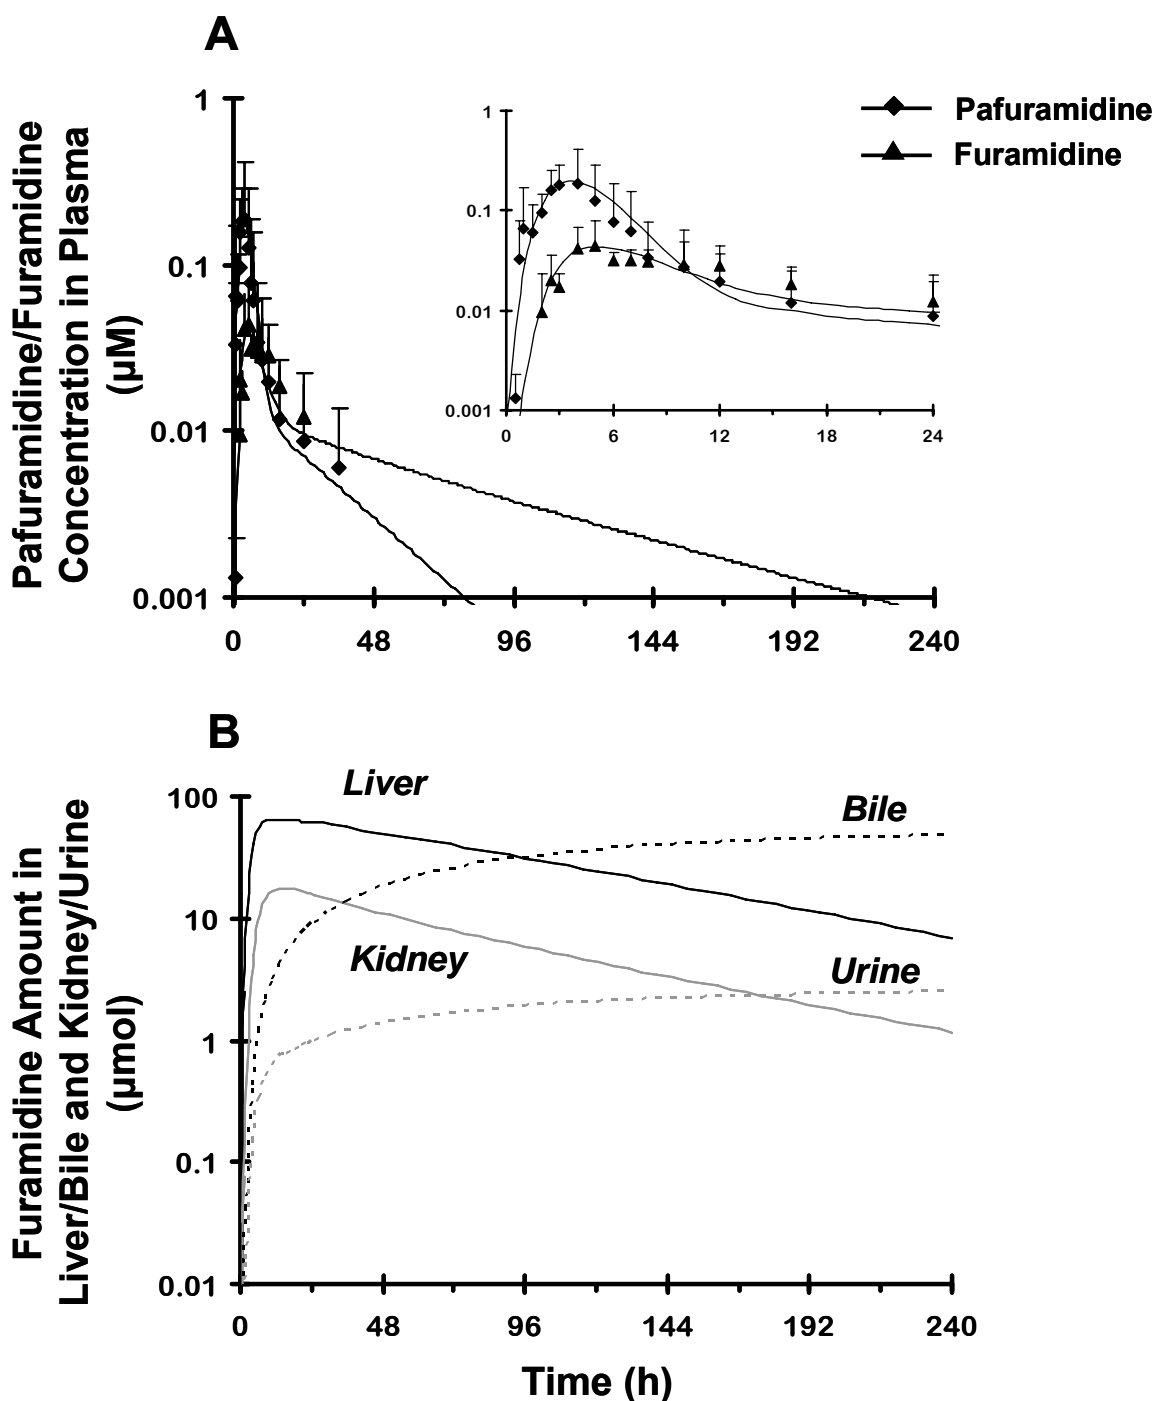 A
Pafuramidine/Furamidine
Concentration in Plasma
(µM)
1
0.1
0.01
0.001
0 48 96 144 192 240
1
0.1
0.01
0.001
0 6 12 18 24
Pafuramidine
Furamidine
B
Furamidine Amount in
Liver/Bile and Kidney/Urine
(µmol)
100
10
1
0.1
0.01
Liver
Bile
Kidney
Urine
0 48 96 144 192 240
Time (h)